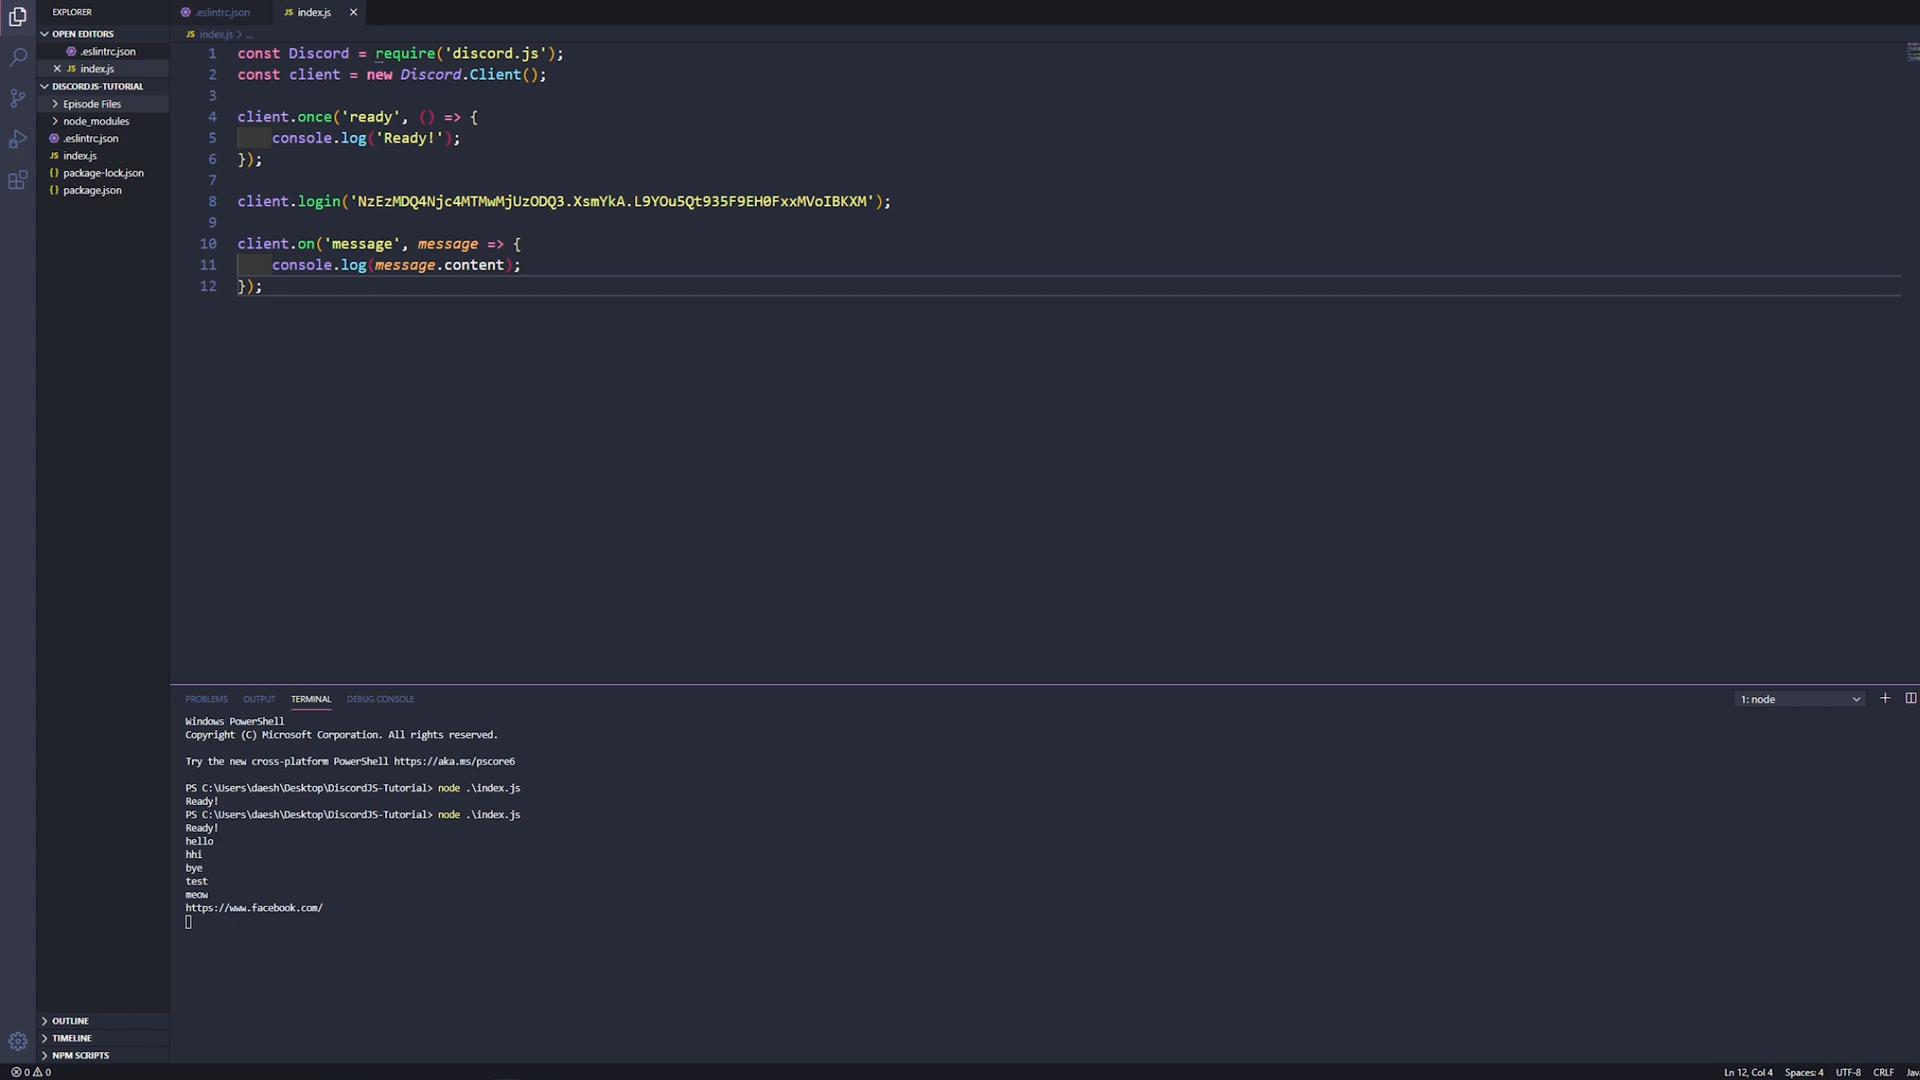 EXPLORER
OPEN EDITORS
.eslintrc.json
index.js
DISCORDJS-TUTORIAL
Episode Files
node_modules
.eslintrc.json
index.js
package-lock.json
package.json
OUTLINE
TIMELINE
NPM SCRIPTS
.eslintrc.json
JS index.js
JS index.js > ...
1 const Discord = require('discord.js');
2 const client = new Discord.Client();
3
4 client.once('ready', () => {
5 console.log('Ready!');
6 });
7
8 client.login('NzEzMDQ4Njc4MTMwMjUzODQ3.XsmYkA.L9YOu5Qt935F9EH0FxxMVoIBKXM');
9
10 client.on('message', message => {
11 console.log(message.content);
12 });
PROBLEMS OUTPUT TERMINAL DEBUG CONSOLE
1: node
Windows PowerShell
Copyright (C) Microsoft Corporation. All rights reserved.
Try the new cross-platform PowerShell https://aka.ms/pscore6
PS C:\Users\daesh\Desktop\DiscordJS-Tutorial> node .\index.js
Ready!
PS C:\Users\daesh\Desktop\DiscordJS-Tutorial> node .\index.js
Ready!
hello
hhi
bye
test
meow
https://www.facebook.com/
0 0
Ln 12, Col 4 Spaces: 4 UTF-8 CRLF Jav